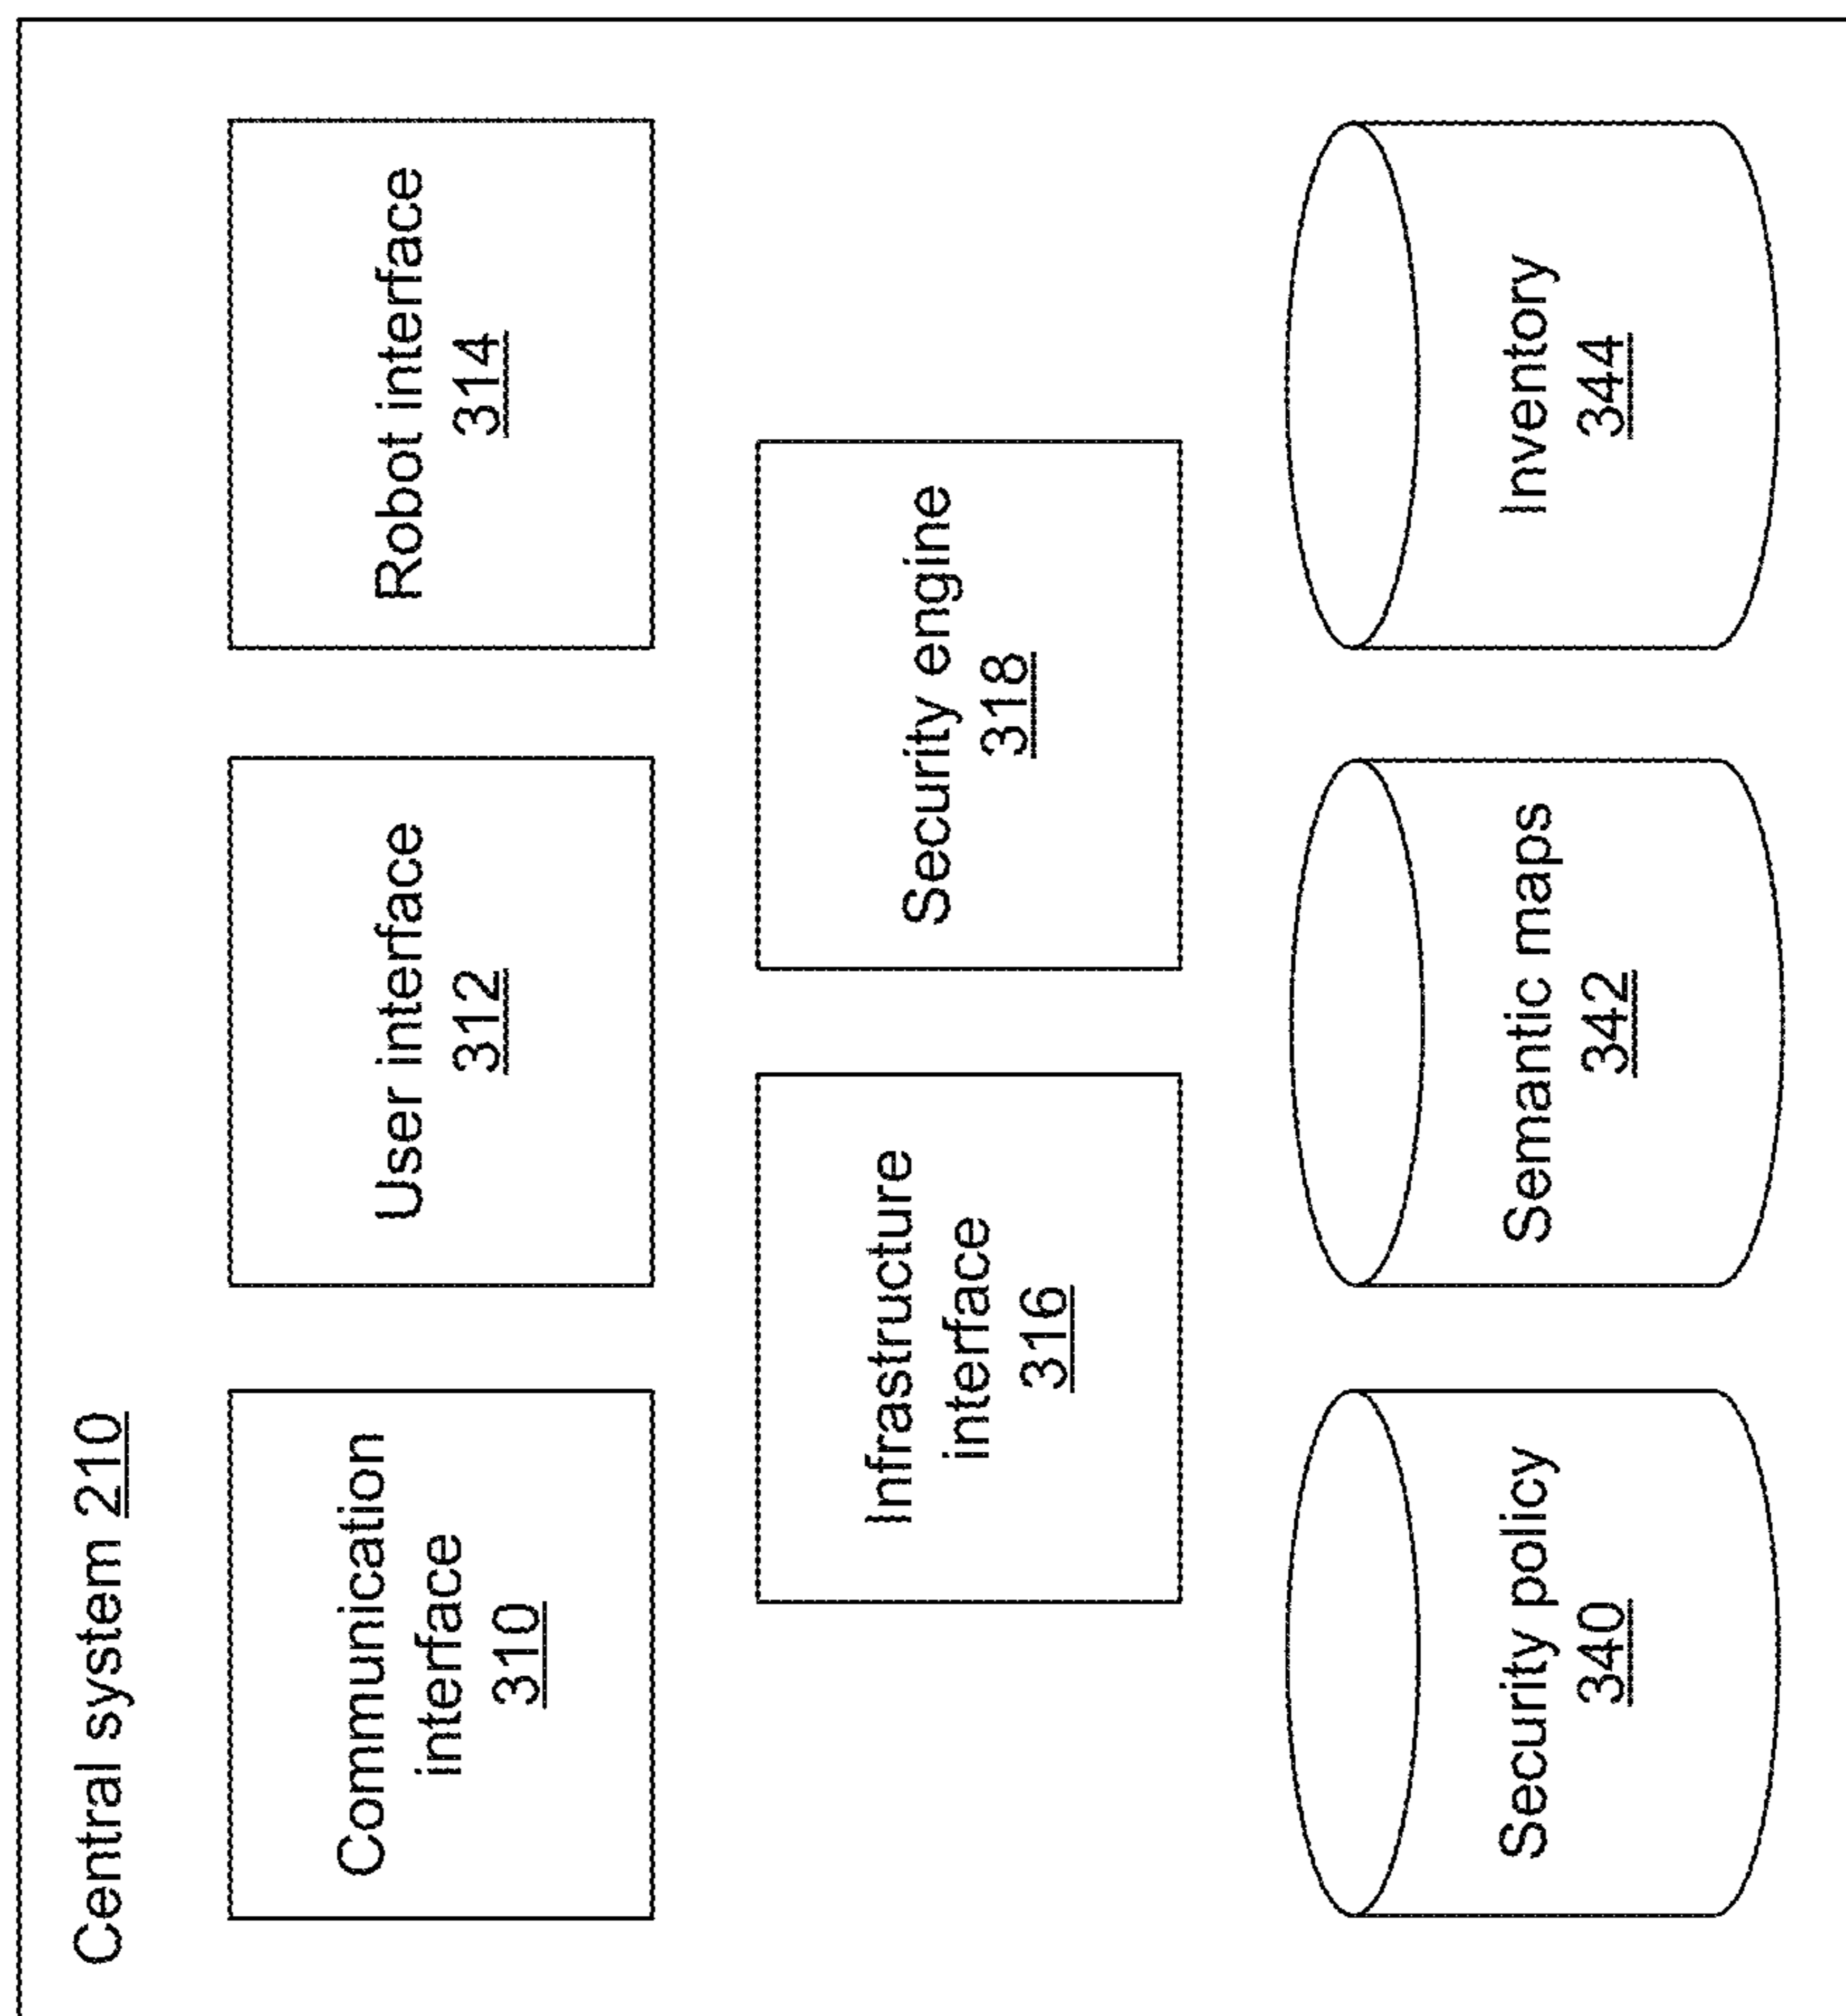 Central system 210
Communication
interface
310
User interface
312
Robot interface
314
Infrastructure
interface
316
Security engine
318
Security policy
340
Semantic maps
342
Inventory
344